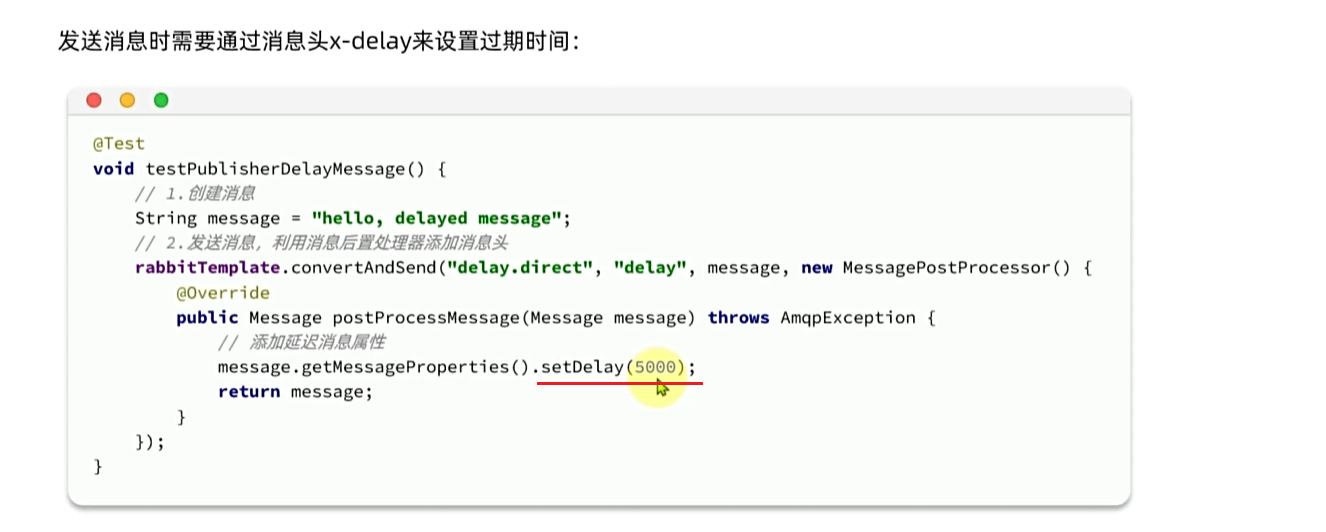 发送消息时需要通过消息头x-delay来设置过期时间：
@Test
void testPublisherDelayMessage() {
    // 1.创建消息
    String message = "hello, delayed message";
    // 2.发送消息，利用消息后置处理器添加消息头
    rabbitTemplate.convertAndSend("delay.direct", "delay", message, new MessagePostProcessor() {
        @Override
        public Message postProcessMessage(Message message) throws AmqpException {
            // 添加延迟消息属性
            message.getMessageProperties().setDelay(5000);
            return message;
        }
    });
}